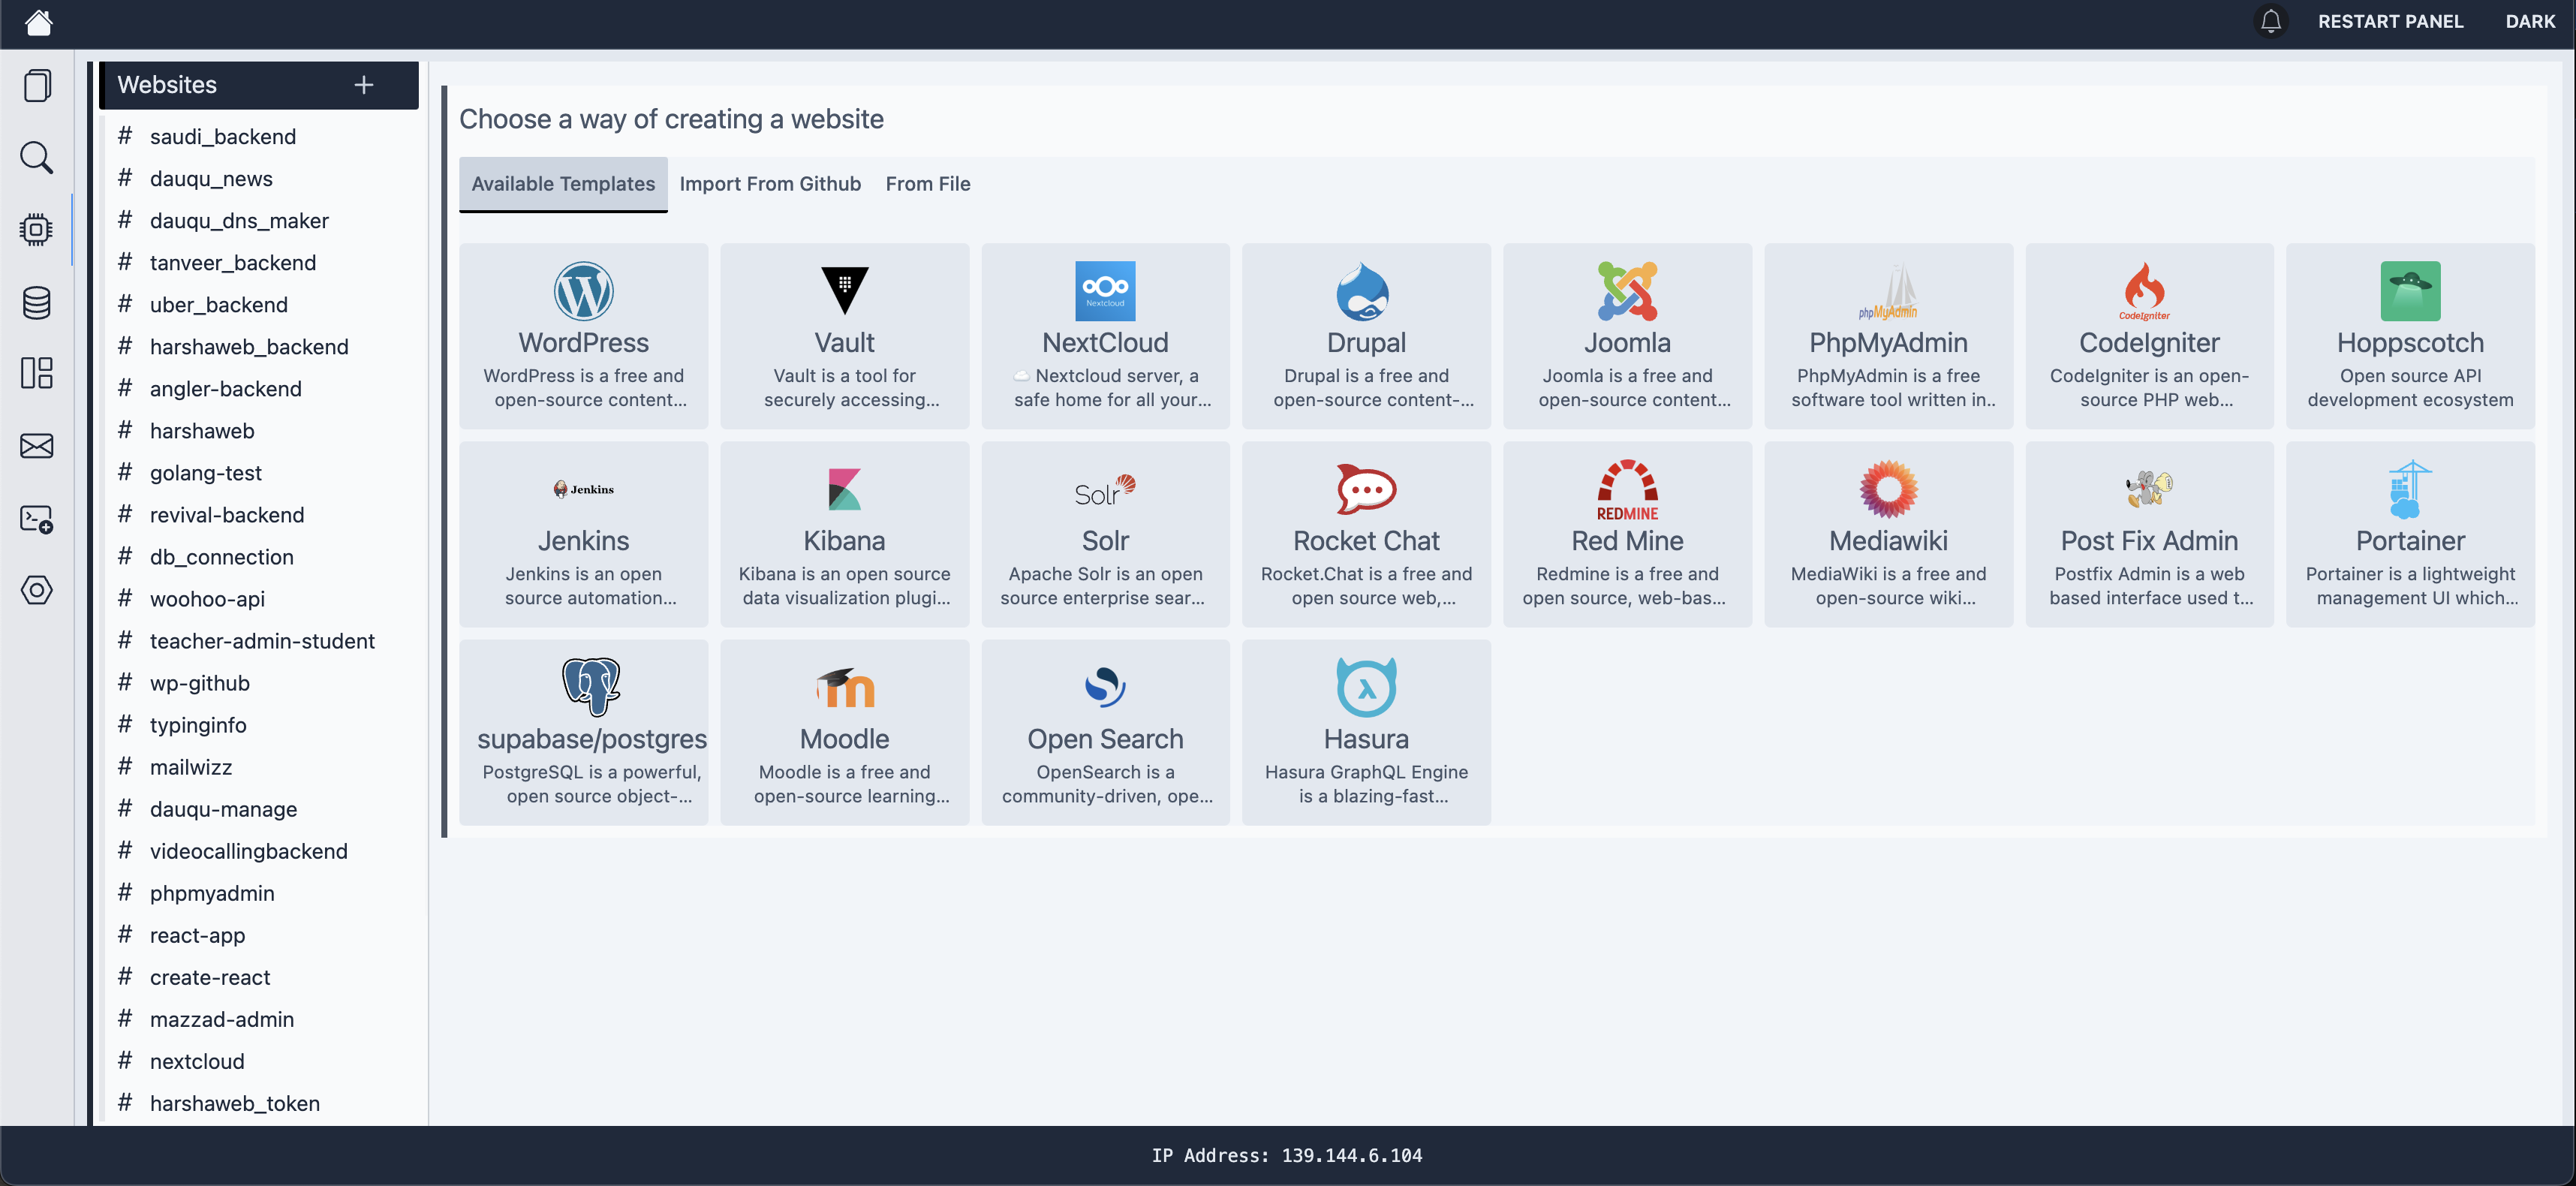 RESTART PANEL
DARK
Websites
# saudi_backend
# dauqu_news
# dauqu_dns_maker
# tanveer_backend
# uber_backend
# harshaweb_backend
# angler-backend
# harshaweb
# golang-test
# revival-backend
# db_connection
# woohoo-api
# teacher-admin-student
# wp-github
# typinginfo
# mailwizz
# dauqu-manage
# videocallingbackend
# phpmyadmin
# react-app
# create-react
# mazzad-admin
# nextcloud
# harshaweb_token
Choose a way of creating a website
Available Templates
Import From Github
From File
WordPress
WordPress is a free and
open-source content...
Vault
Vault is a tool for
securely accessing...
Nextcloud
NextCloud
Nextcloud server, a
safe home for all your...
Drupal
Drupal is a free and
open-source content-...
Joomla
Joomla is a free and
open-source content...
phpMyAdmin
PhpMyAdmin
PhpMyAdmin is a free
software tool written in..
CodeIgniter
CodeIgniter
CodeIgniter is an open-
source PHP web...
Hoppscotch
Open source API
development ecosystem
Jenkins
Jenkins
Jenkins is an open
source automation...
Kibana
Kibana is an open source
data visualization plugi...
Solr
Solr
Apache Solr is an open
source enterprise sear...
Rocket Chat
Rocket.Chat is a free and
open source web,...
REDMINE
Red Mine
Redmine is a free and
open source, web-bas...
Mediawiki
MediaWiki is a free and
open-source wiki...
Post Fix Admin
Postfix Admin is a web
based interface used t...
Portainer
Portainer is a lightweight
management UI which...
supabase/postgres
PostgreSQL is a powerful,
open source object-...
m
Moodle
Moodle is a free and
open-source learning...
Open Search
OpenSearch is a
community-driven, ope...
λ
Hasura
Hasura GraphQL Engine
is a blazing-fast...
IP Address: 139.144.6.104